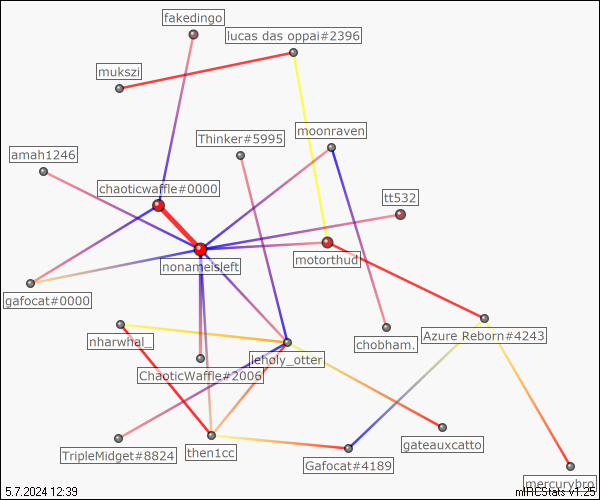 fakedingo
lucas das oppai#2396
mukszi
moonraven
Thinker#5995
amah1246
chaoticwaffle#0000
tt532
motorthud
nonameisleft
gafocat#0000
Azure Reborn#4243
nharwhal_
chobham.
leholy_otter
ChaoticWaffle#2006
gateauxcatto
then1cc
TripleMidget#8824
Gafocat#4189
mercurybro
5.7.2024 12:39
mIRCStats v1.25